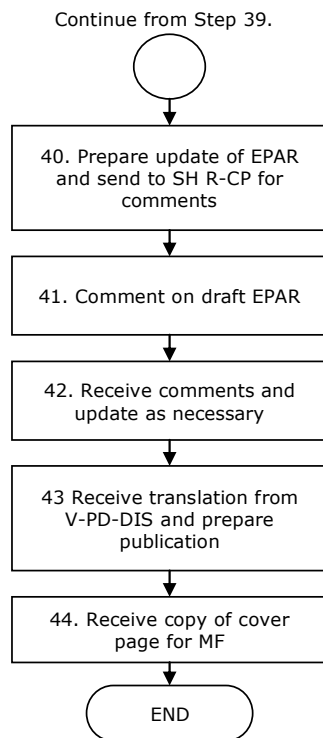 Continue from Step 39.
40. Prepare update of EPAR
and send to SH R-CP for
comments
41. Comment on draft EPAR
42. Receive comments and
update as necessary
43 Receive translation from
V-PD-DIS and prepare
publication
44. Receive copy of cover
page for MF
END